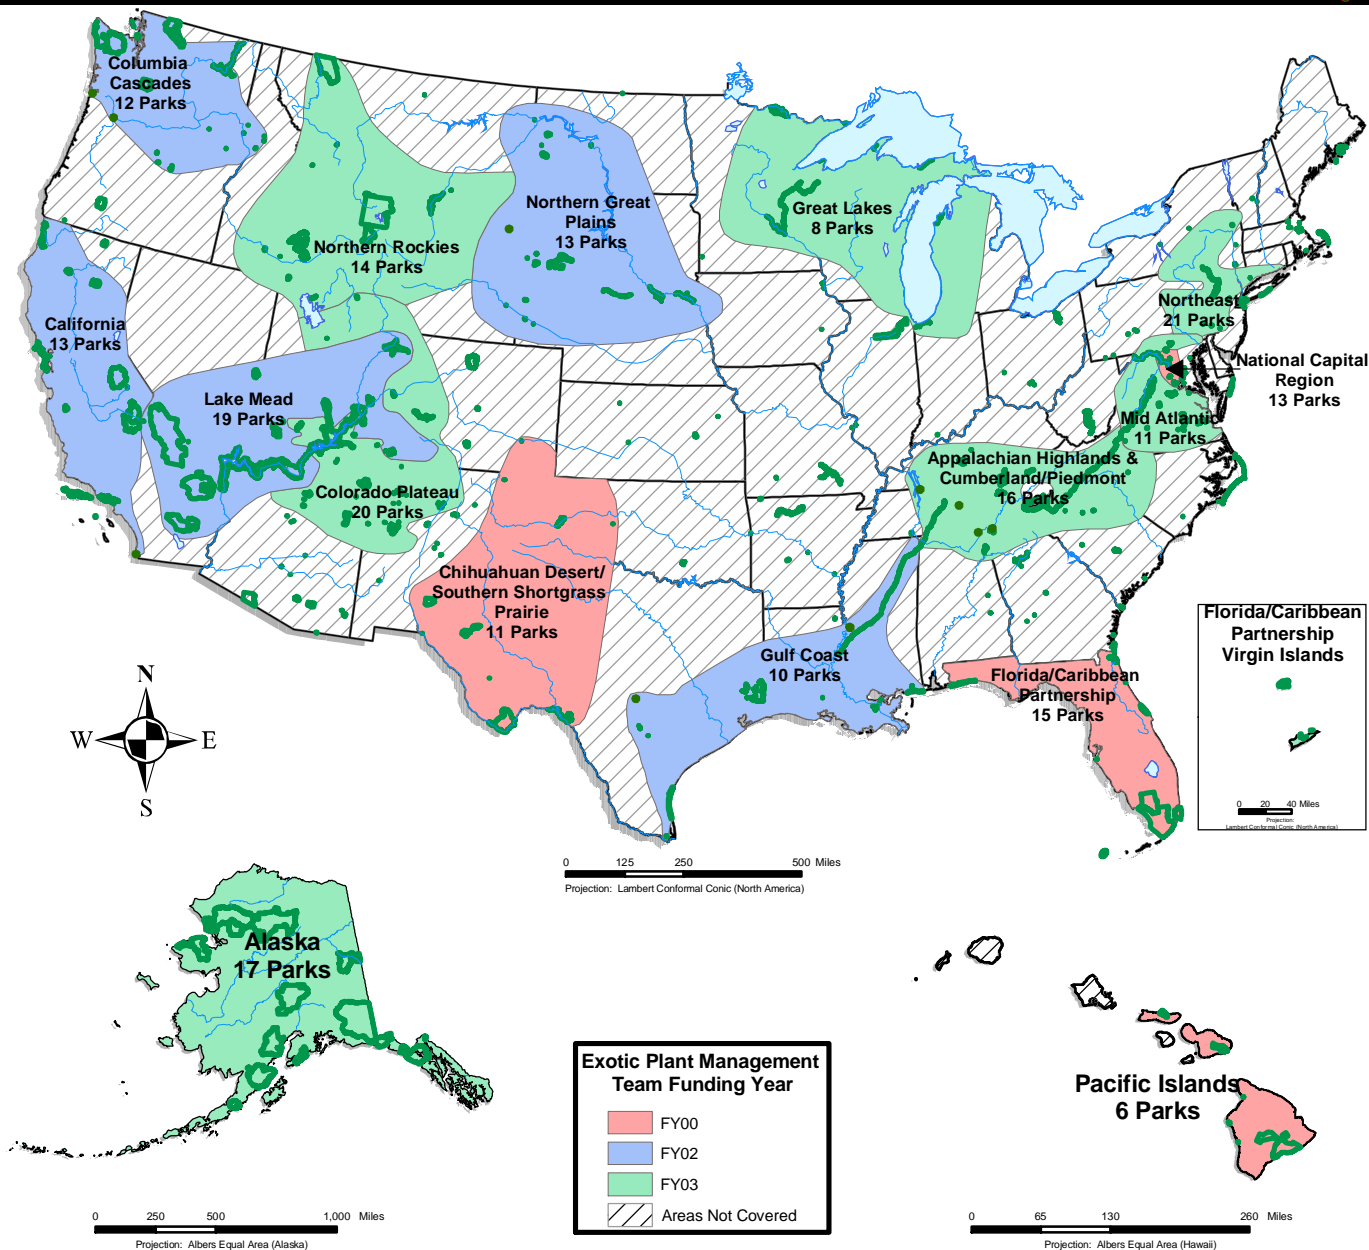 Columbia
Cascades
12 Parks
Northern Great
Plains
13 Parks
Great Lakes
8 Parks
Northern Rockies
14 Parks
Northeast
21 Parks
California
13 Parks
National Capital
Region
13 Parks
Lake Mead
19 Parks
Mid Atlantic
11 Parks
Appalachian Highlands &
Cumberland/Piedmont
16 Parks
Colorado Plateau
20 Parks
Chihuahuan Desert/
Southern Shortgrass
Prairie
11 Parks
Florida/Caribbean
Partnership
Virgin Islands
Gulf Coast
10 Parks
Florida/Caribbean
Partnership
15 Parks
N
W E
S
0 20 40 Miles
Projection:
Lambert Conformal Conic (North America)
0 125 250 500 Miles
Projection: Lambert Conformal Conic (North America)
Alaska
17 Parks
Pacific Islands
6 Parks
Exotic Plant Management
Team Funding Year
FY00
FY02
FY03
Areas Not Covered
0 250 500 1,000 Miles
Projection: Albers Equal Area (Alaska)
0 65 130 260 Miles
Projection: Albers Equal Area (Hawaii)